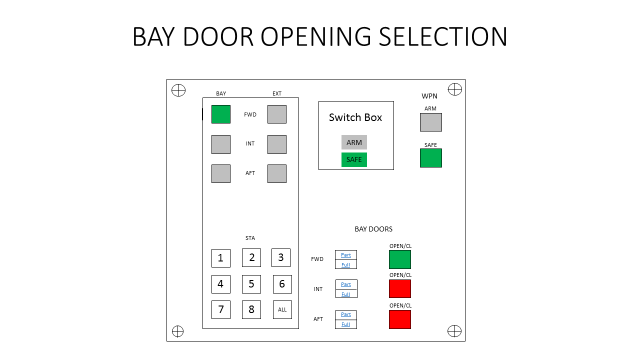 BAY DOOR OPENING SELECTION
BAY EXT
FWD
INT
AFT
STA
1 2 3
4 5 6
7 8 ALL
Switch Box
ARM
SAFE
WPN
ARM
SAFE
BAY DOORS
OPEN/CL
FWD Part
Full
OPEN/CL
INT Part
Full
OPEN/CL
AFT Part
Full